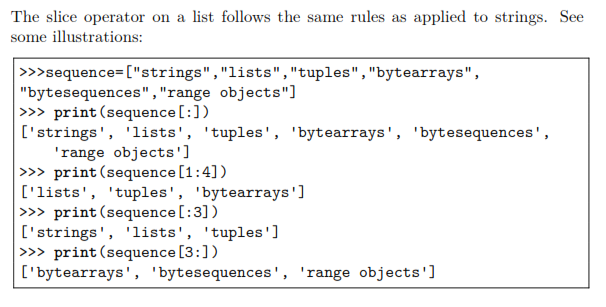 The slice operator on a list follows the same rules as applied to strings. See
some illustrations:
>>>sequence=["strings","lists","tuples","bytearrays",
"bytesequences","range objects"]
>>> print(sequence[:])
['strings', 'lists', 'tuples', 'bytearrays', 'bytesequences',
'range objects']
>>> print(sequence[1:4])
['lists', 'tuples', 'bytearrays']
>>> print(sequence[:3])
['strings', 'lists', 'tuples']
>>> print(sequence[3:])
['bytearrays', 'bytesequences', 'range objects']